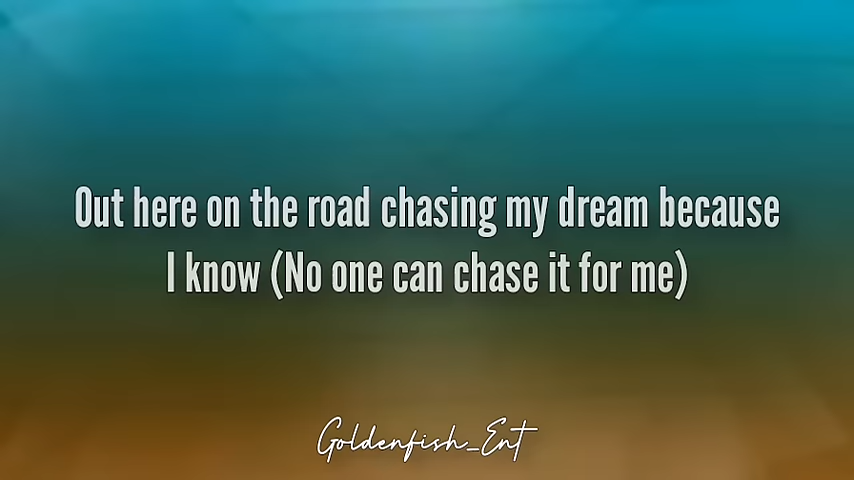 Out here on the road chasing my dream because
I know (No one can chase it for me)
Goldenfish_Ent